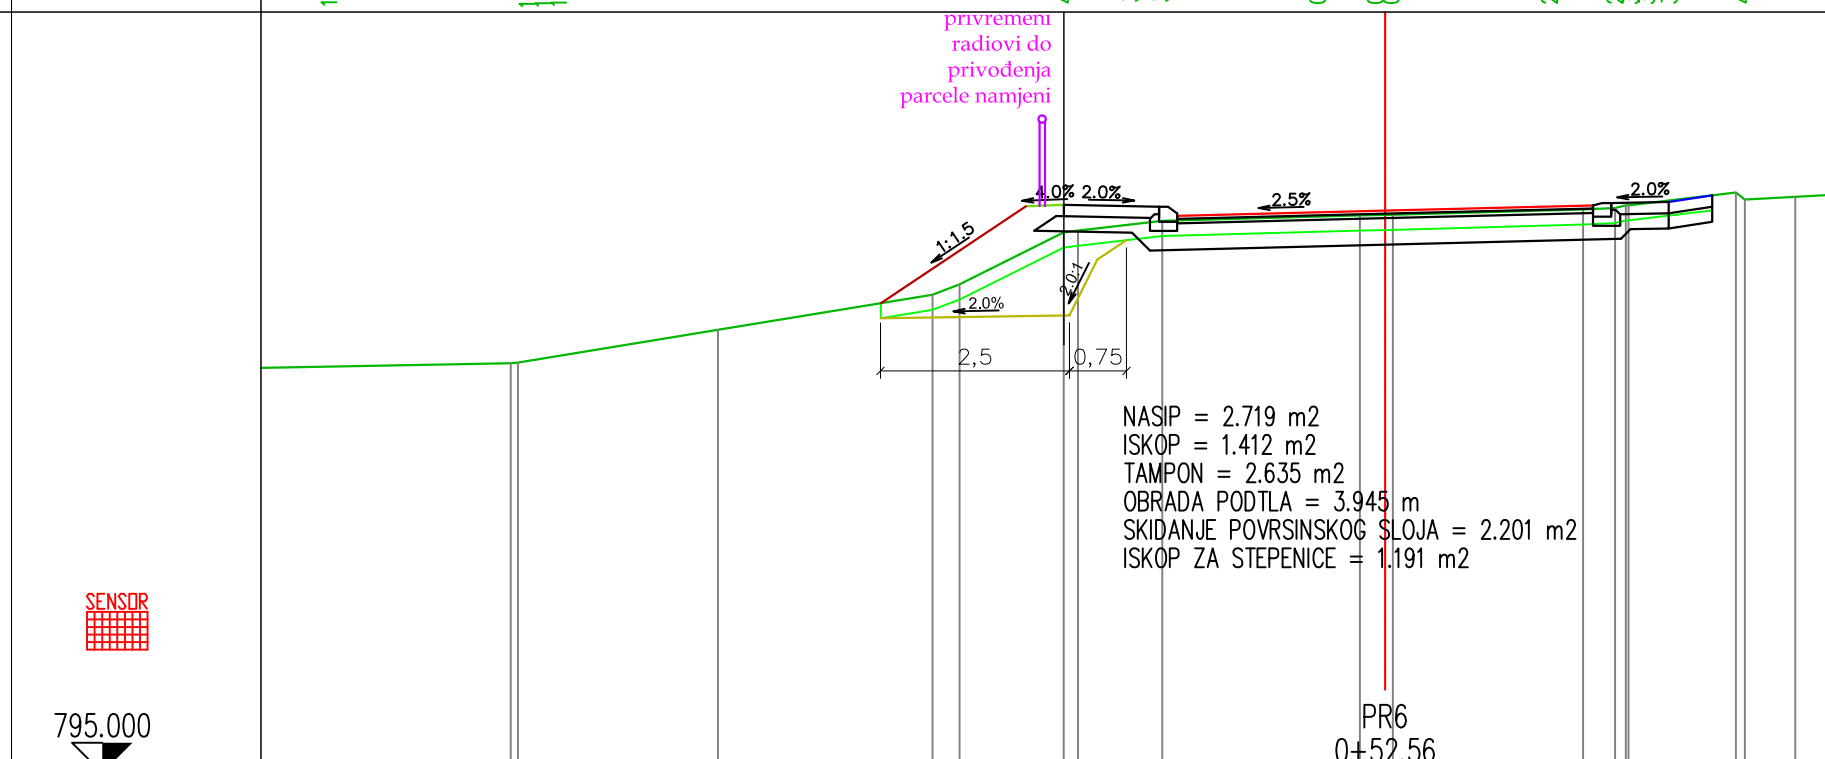 privremeni
radiovi do
privođenja
parcele namjeni
4.0% 2.0%
2.5%
2.0%
1:1.5
2.0:1
2.0%
2,5
0,75
NASIP = 2.719 m2
ISKOP = 1.412 m2
TAMPON = 2.635 m2
OBRADA PODTLA = 3.945 m
SKIDANJE POVRSINSKOG SLOJA = 2.201 m2
ISKOP ZA STEPENICE = 1.191 m2
SENSOR
795.000
PR6
0+52.56